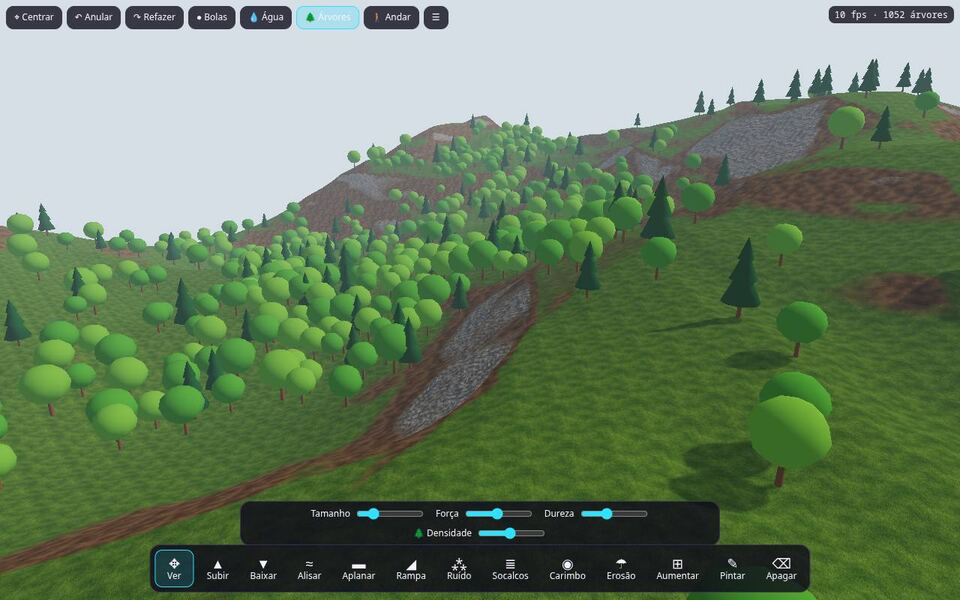 ⌖ Centrar ↶ Anular ↷ Refazer ● Bolas 💧 Água 🌲 Árvores 🚶 Andar ☰ 10 fps · 1052 árvores
Tamanho Força Dureza
🌲 Densidade
Ver Subir Baixar Alisar Aplanar Rampa Ruído Socalcos Carimbo Erosão Aumentar Pintar Apagar